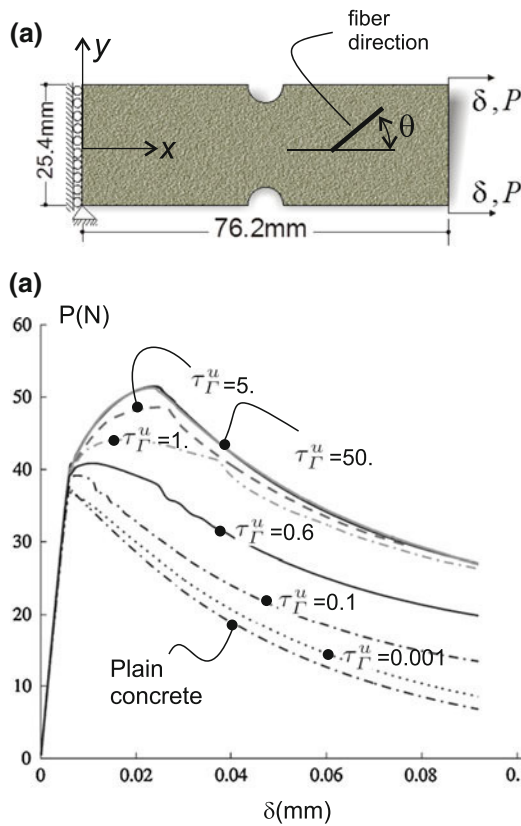 (a)
y
fiber
direction
θ
δ, P
x
25.4mm
δ, P
76.2mm
(a)
P(N)
60
50
40
30
20
10
0
τ_Γ^u=5.
τ_Γ^u=1.
τ_Γ^u=50.
τ_Γ^u=0.6
τ_Γ^u=0.1
τ_Γ^u=0.001
Plain
concrete
0 0.02 0.04 0.06 0.08 0.
δ(mm)